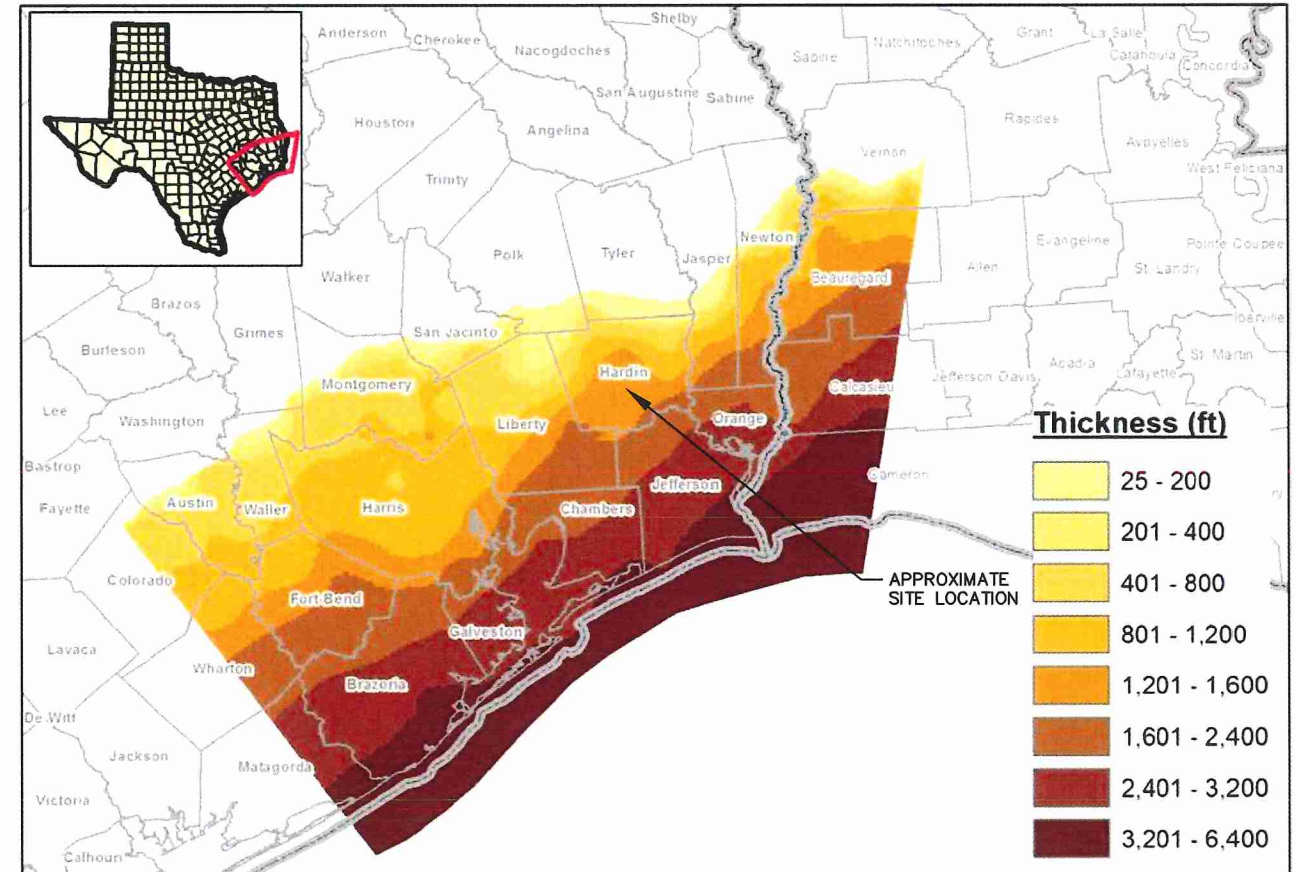 Shelby
Anderson
Cherokee
Nacogdoches
Sabine
Natchitoches
Grant
La Salle
Catahoula
Concordia
San Augustine
Sabine
Houston
Angelina
Rapides
Avoyelles
Vernon
West Feliciana
Trinity
Newton
Polk
Tyler
Jasper
Evangeline
Pointe Coupee
Walker
Beauregard
Allen
St. Landry
Brazos
Grimes
San Jacinto
Iberville
Burleson
Montgomery
Hardin
St. Martin
Acadia
Lafayette
Jefferson Davis
Calcasieu
Lee
Washington
Liberty
Orange
Thickness (ft)
Bastrop
Cameron
Jefferson
25 - 200
Fayette
Austin
Waller
Harris
Chambers
201 - 400
Colorado
APPROXIMATE
SITE LOCATION
401 - 800
Fort Bend
Galveston
801 - 1,200
Lavaca
Wharton
Brazoria
1,201 - 1,600
De Witt
1,601 - 2,400
Jackson
Matagorda
2,401 - 3,200
Victoria
3,201 - 6,400
Calhoun